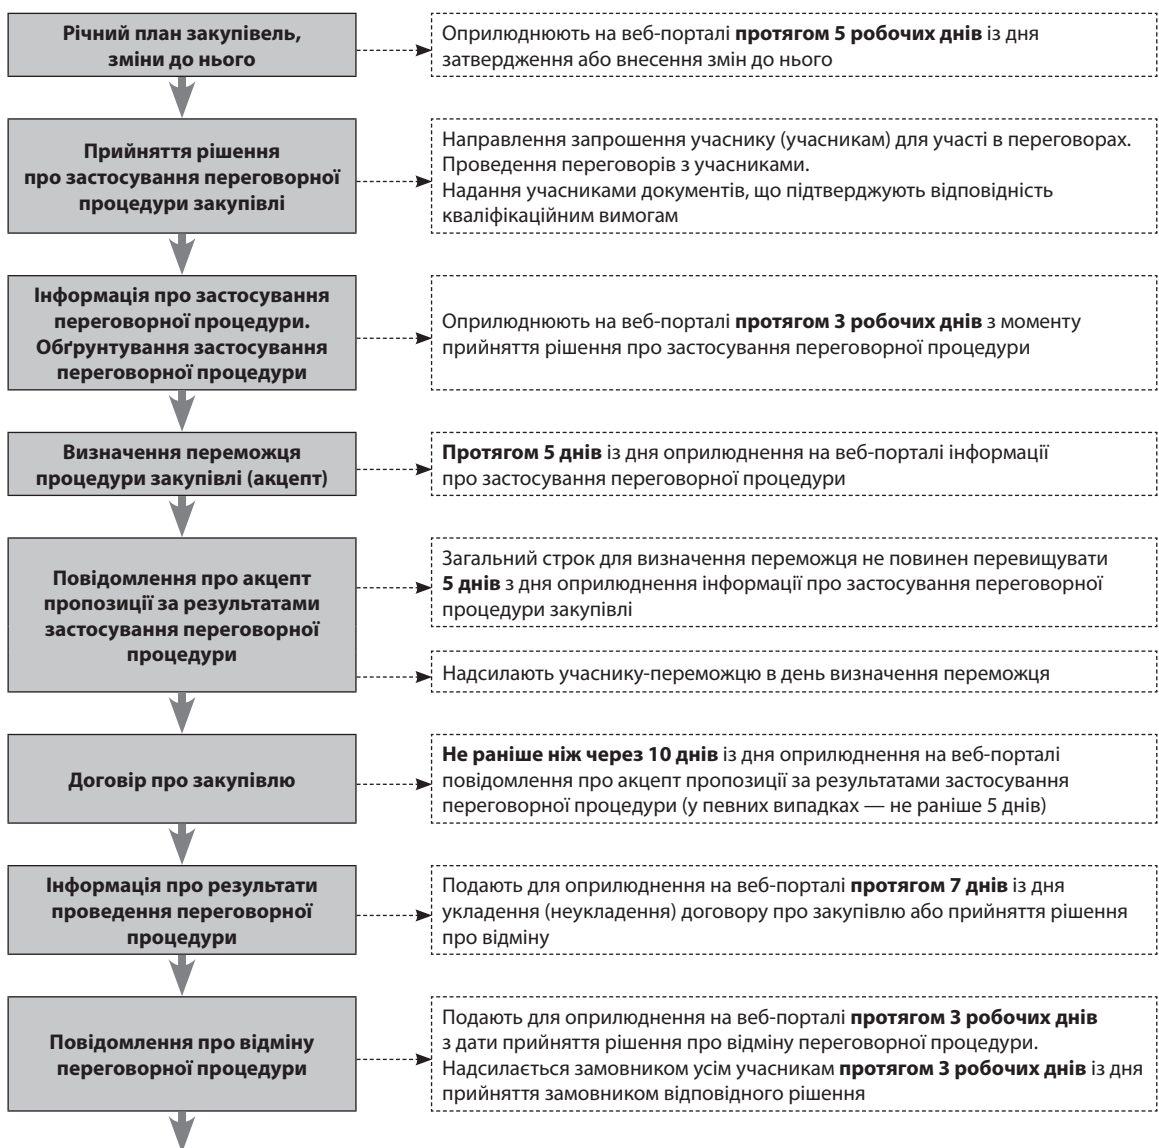 Річний план закупівель,
зміни до нього
Оприлюднюють на веб-порталі протягом 5 робочих днів із дня
затвердження або внесення змін до нього
Прийняття рішення
про застосування переговорної
процедури закупівлі
Направлення запрошення учаснику (учасникам) для участі в переговорах.
Проведення переговорів з учасниками.
Надання учасниками документів, що підтверджують відповідність
кваліфікаційним вимогам
Інформація про застосування
переговорної процедури.
Обґрунтування застосування
переговорної процедури
Оприлюднюють на веб-порталі протягом 3 робочих днів з моменту
прийняття рішення про застосування переговорної процедури
Визначення переможця
процедури закупівлі (акцепт)
Протягом 5 днів із дня оприлюднення на веб-порталі інформації
про застосування переговорної процедури
Повідомлення про акцепт
пропозиції за результатами
застосування переговорної
процедури
Загальний строк для визначення переможця не повинен перевищувати
5 днів з дня оприлюднення інформації про застосування переговорної
процедури закупівлі
Надсилають учаснику-переможцю в день визначення переможця
Договір про закупівлю
Не раніше ніж через 10 днів із дня оприлюднення на веб-порталі
повідомлення про акцепт пропозиції за результатами застосування
переговорної процедури (у певних випадках — не раніше 5 днів)
Інформація про результати
проведення переговорної
процедури
Подають для оприлюднення на веб-порталі протягом 7 днів із дня
укладення (неукладення) договору про закупівлю або прийняття рішення
про відміну
Повідомлення про відміну
переговорної процедури
Подають для оприлюднення на веб-порталі протягом 3 робочих днів
з дати прийняття рішення про відміну переговорної процедури.
Надсилається замовником усім учасникам протягом 3 робочих днів із дня
прийняття замовником відповідного рішення